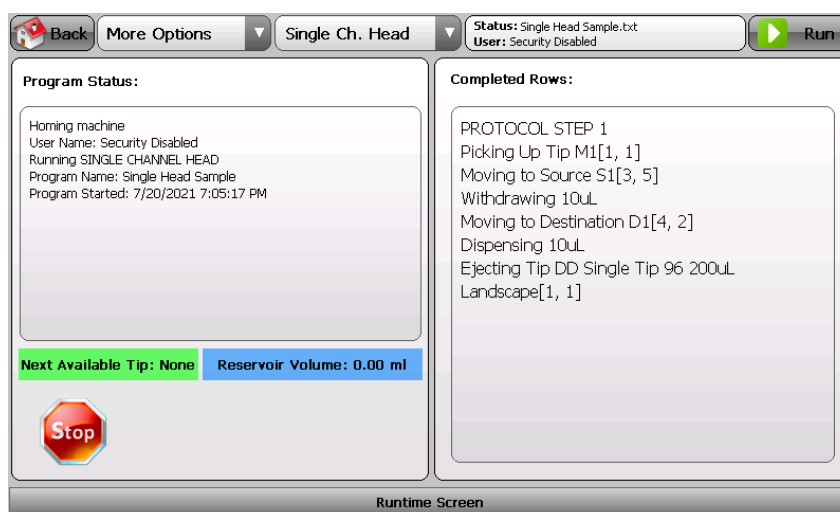 Back
More Options
Single Ch. Head
Status: Single Head Sample.txt
User: Security Disabled
Run
Program Status:
Homing machine
User Name: Security Disabled
Running SINGLE CHANNEL HEAD
Program Name: Single Head Sample
Program Started: 7/20/2021 7:05:17 PM
Next Available Tip: None
Reservoir Volume: 0.00 ml
Stop
Completed Rows:
PROTOCOL STEP 1
Picking Up Tip M1[1, 1]
Moving to Source S1[3, 5]
Withdrawing 10uL
Moving to Destination D1[4, 2]
Dispensing 10uL
Ejecting Tip DD Single Tip 96 200uL
Landscape[1, 1]
Runtime Screen